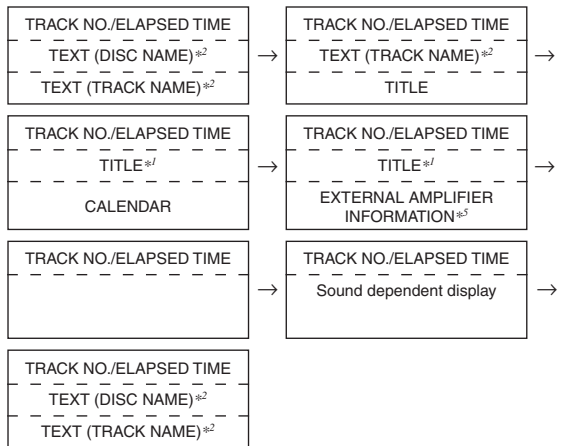 TRACK NO./ELAPSED TIME
TEXT (DISC NAME)*2
TEXT (TRACK NAME)*2
→
TRACK NO./ELAPSED TIME
TEXT (TRACK NAME)*2
TITLE
→
TRACK NO./ELAPSED TIME
TITLE*1
CALENDAR
→
TRACK NO./ELAPSED TIME
TITLE*1
EXTERNAL AMPLIFIER
INFORMATION*5
→
TRACK NO./ELAPSED TIME
→
TRACK NO./ELAPSED TIME
Sound dependent display
→
TRACK NO./ELAPSED TIME
TEXT (DISC NAME)*2
TEXT (TRACK NAME)*2